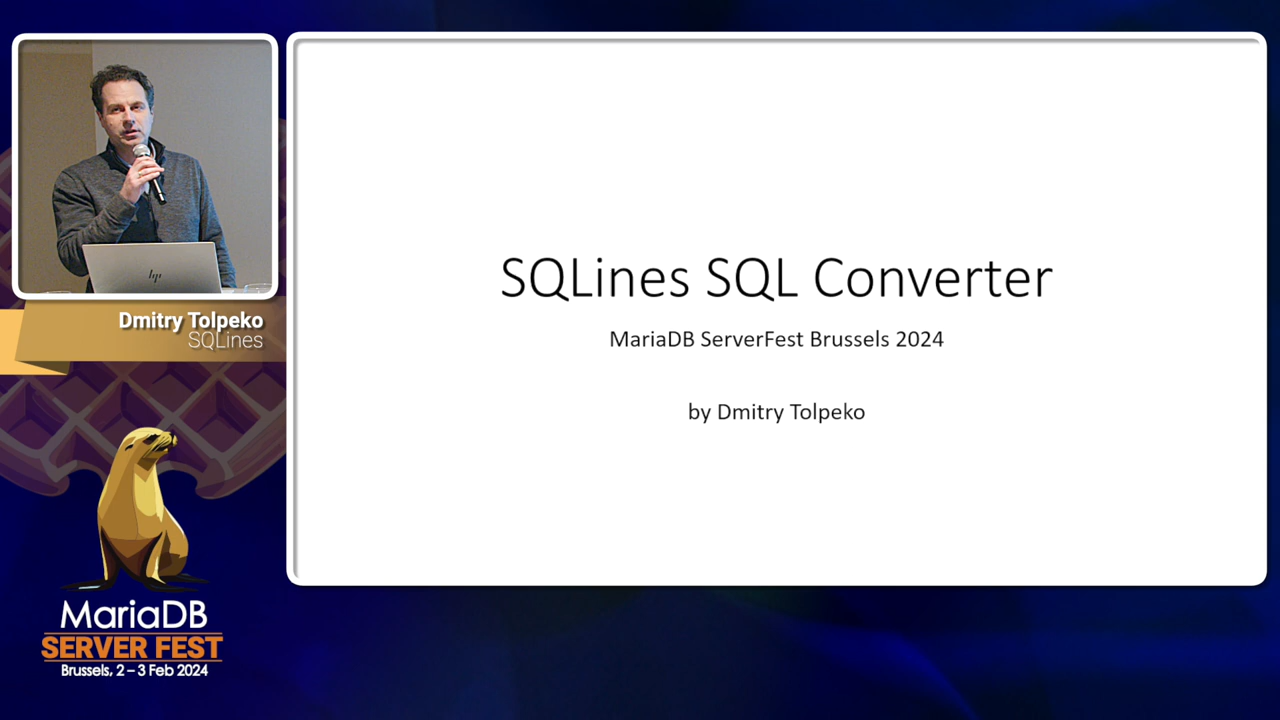 SQLines SQL Converter
MariaDB ServerFest Brussels 2024
by Dmitry Tolpeko
hp
Dmitry Tolpeko
SQLines
MariaDB
SERVER FEST
Brussels, 2 – 3 Feb 2024